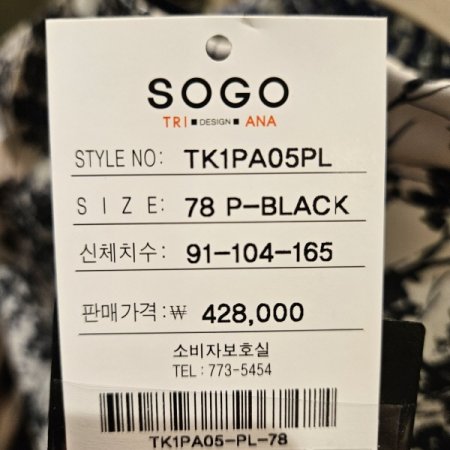 SOGO
TRI■DESIGN■ANA
STYLE NO: TK1PA05PL
SIZE: 78 P-BLACK
신체치수: 91-104-165
판매가격:₩ 428,000
소비자보호실
TEL : 773-5454
TK1PA05-PL-78